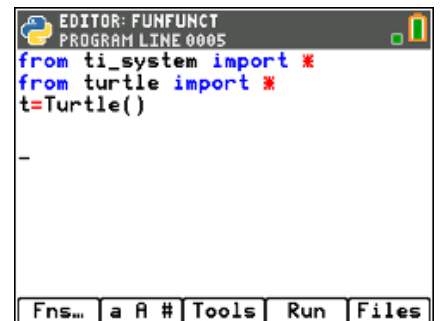 EDITOR: FUNFUNCT
PROGRAM LINE 0005
from ti_system import *
from turtle import *
t=Turtle()
_
Fns… a A # Tools Run Files